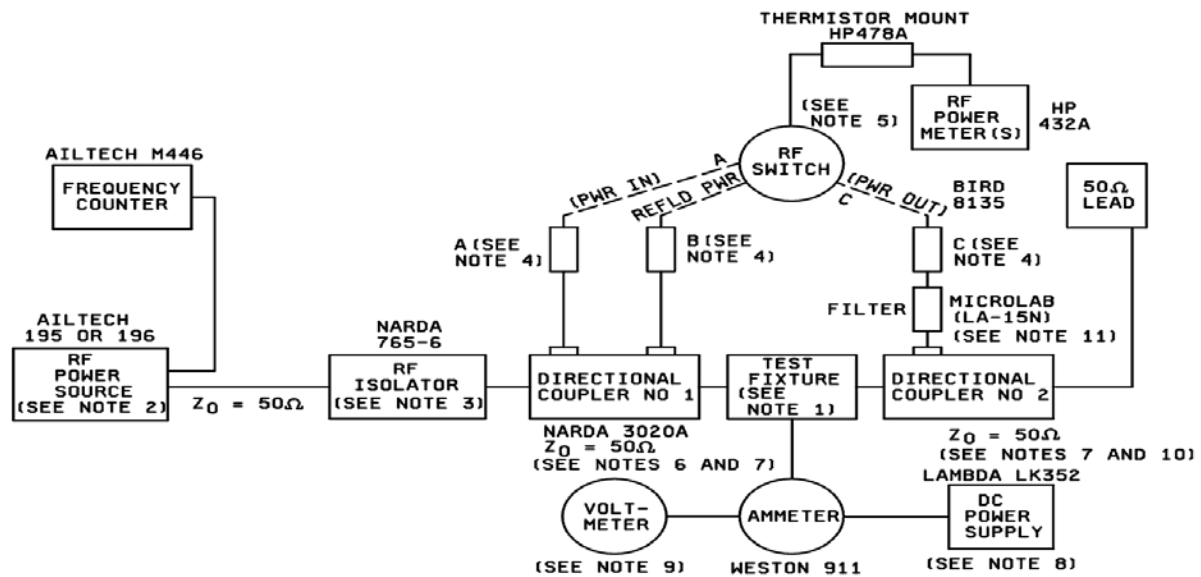 THERMISTOR MOUNT
HP478A
(SEE
NOTE 5)
RF
POWER
METER(S)
HP
432A
RF
SWITCH
A
(PWR IN)
REFLD PWR
(PWR OUT)
C
BIRD
8135
50Ω
LEAD
AILTECH M446
FREQUENCY
COUNTER
A (SEE
NOTE 4)
B (SEE
NOTE 4)
C (SEE
NOTE 4)
FILTER
MICROLAB
(LA-15N)
(SEE NOTE 11)
AILTECH
195 OR 196
RF
POWER
SOURCE
(SEE NOTE 2)
Z0 = 50Ω
NARDA
765-6
RF
ISOLATOR
(SEE NOTE 3)
DIRECTIONAL
COUPLER NO 1
TEST
FIXTURE
(SEE
NOTE 1)
DIRECTIONAL
COUPLER NO 2
NARDA 3020A
Z0 = 50Ω
(SEE NOTES 6 AND 7)
Z0 = 50Ω
(SEE NOTES 7 AND 10)
LAMBDA LK352
VOLT-
METER
AMMETER
DC
POWER
SUPPLY
(SEE NOTE 9)
WESTON 911
(SEE NOTE 8)